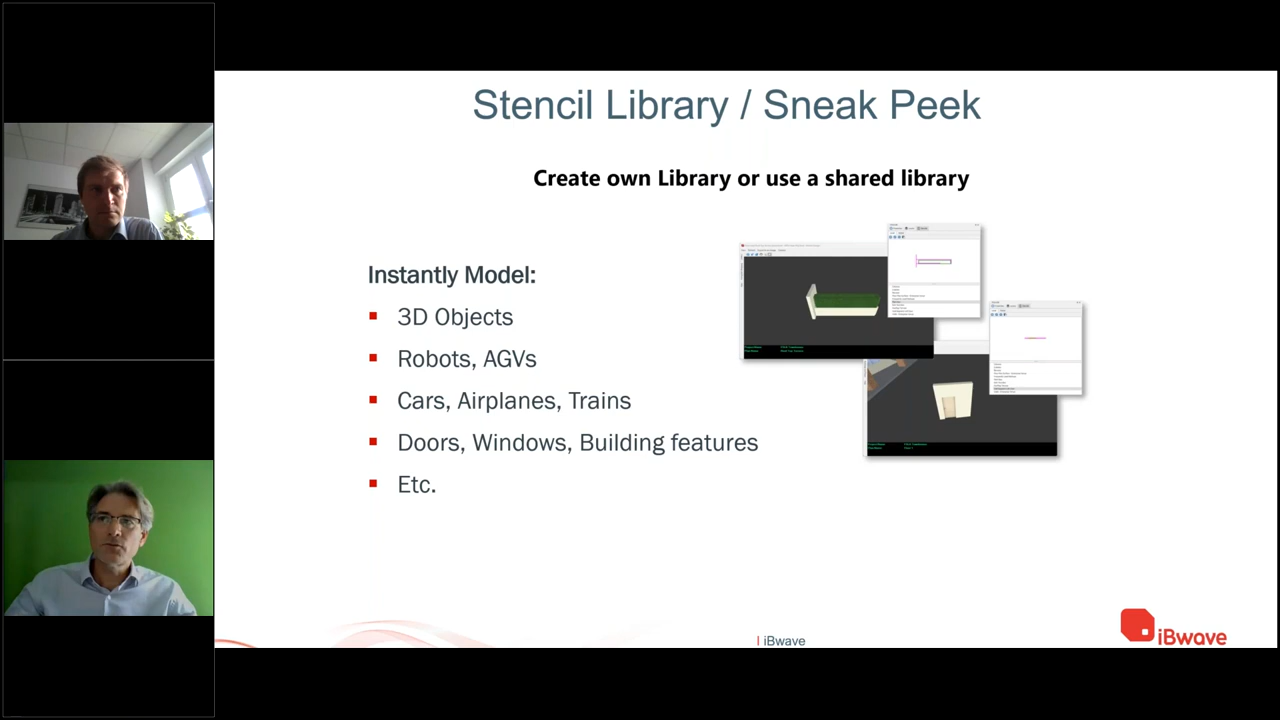 Stencil Library / Sneak Peek
Create own Library or use a shared library
Instantly Model:
3D Objects
Robots, AGVs
Cars, Airplanes, Trains
Doors, Windows, Building features
Etc.
| iBwave
iBwave